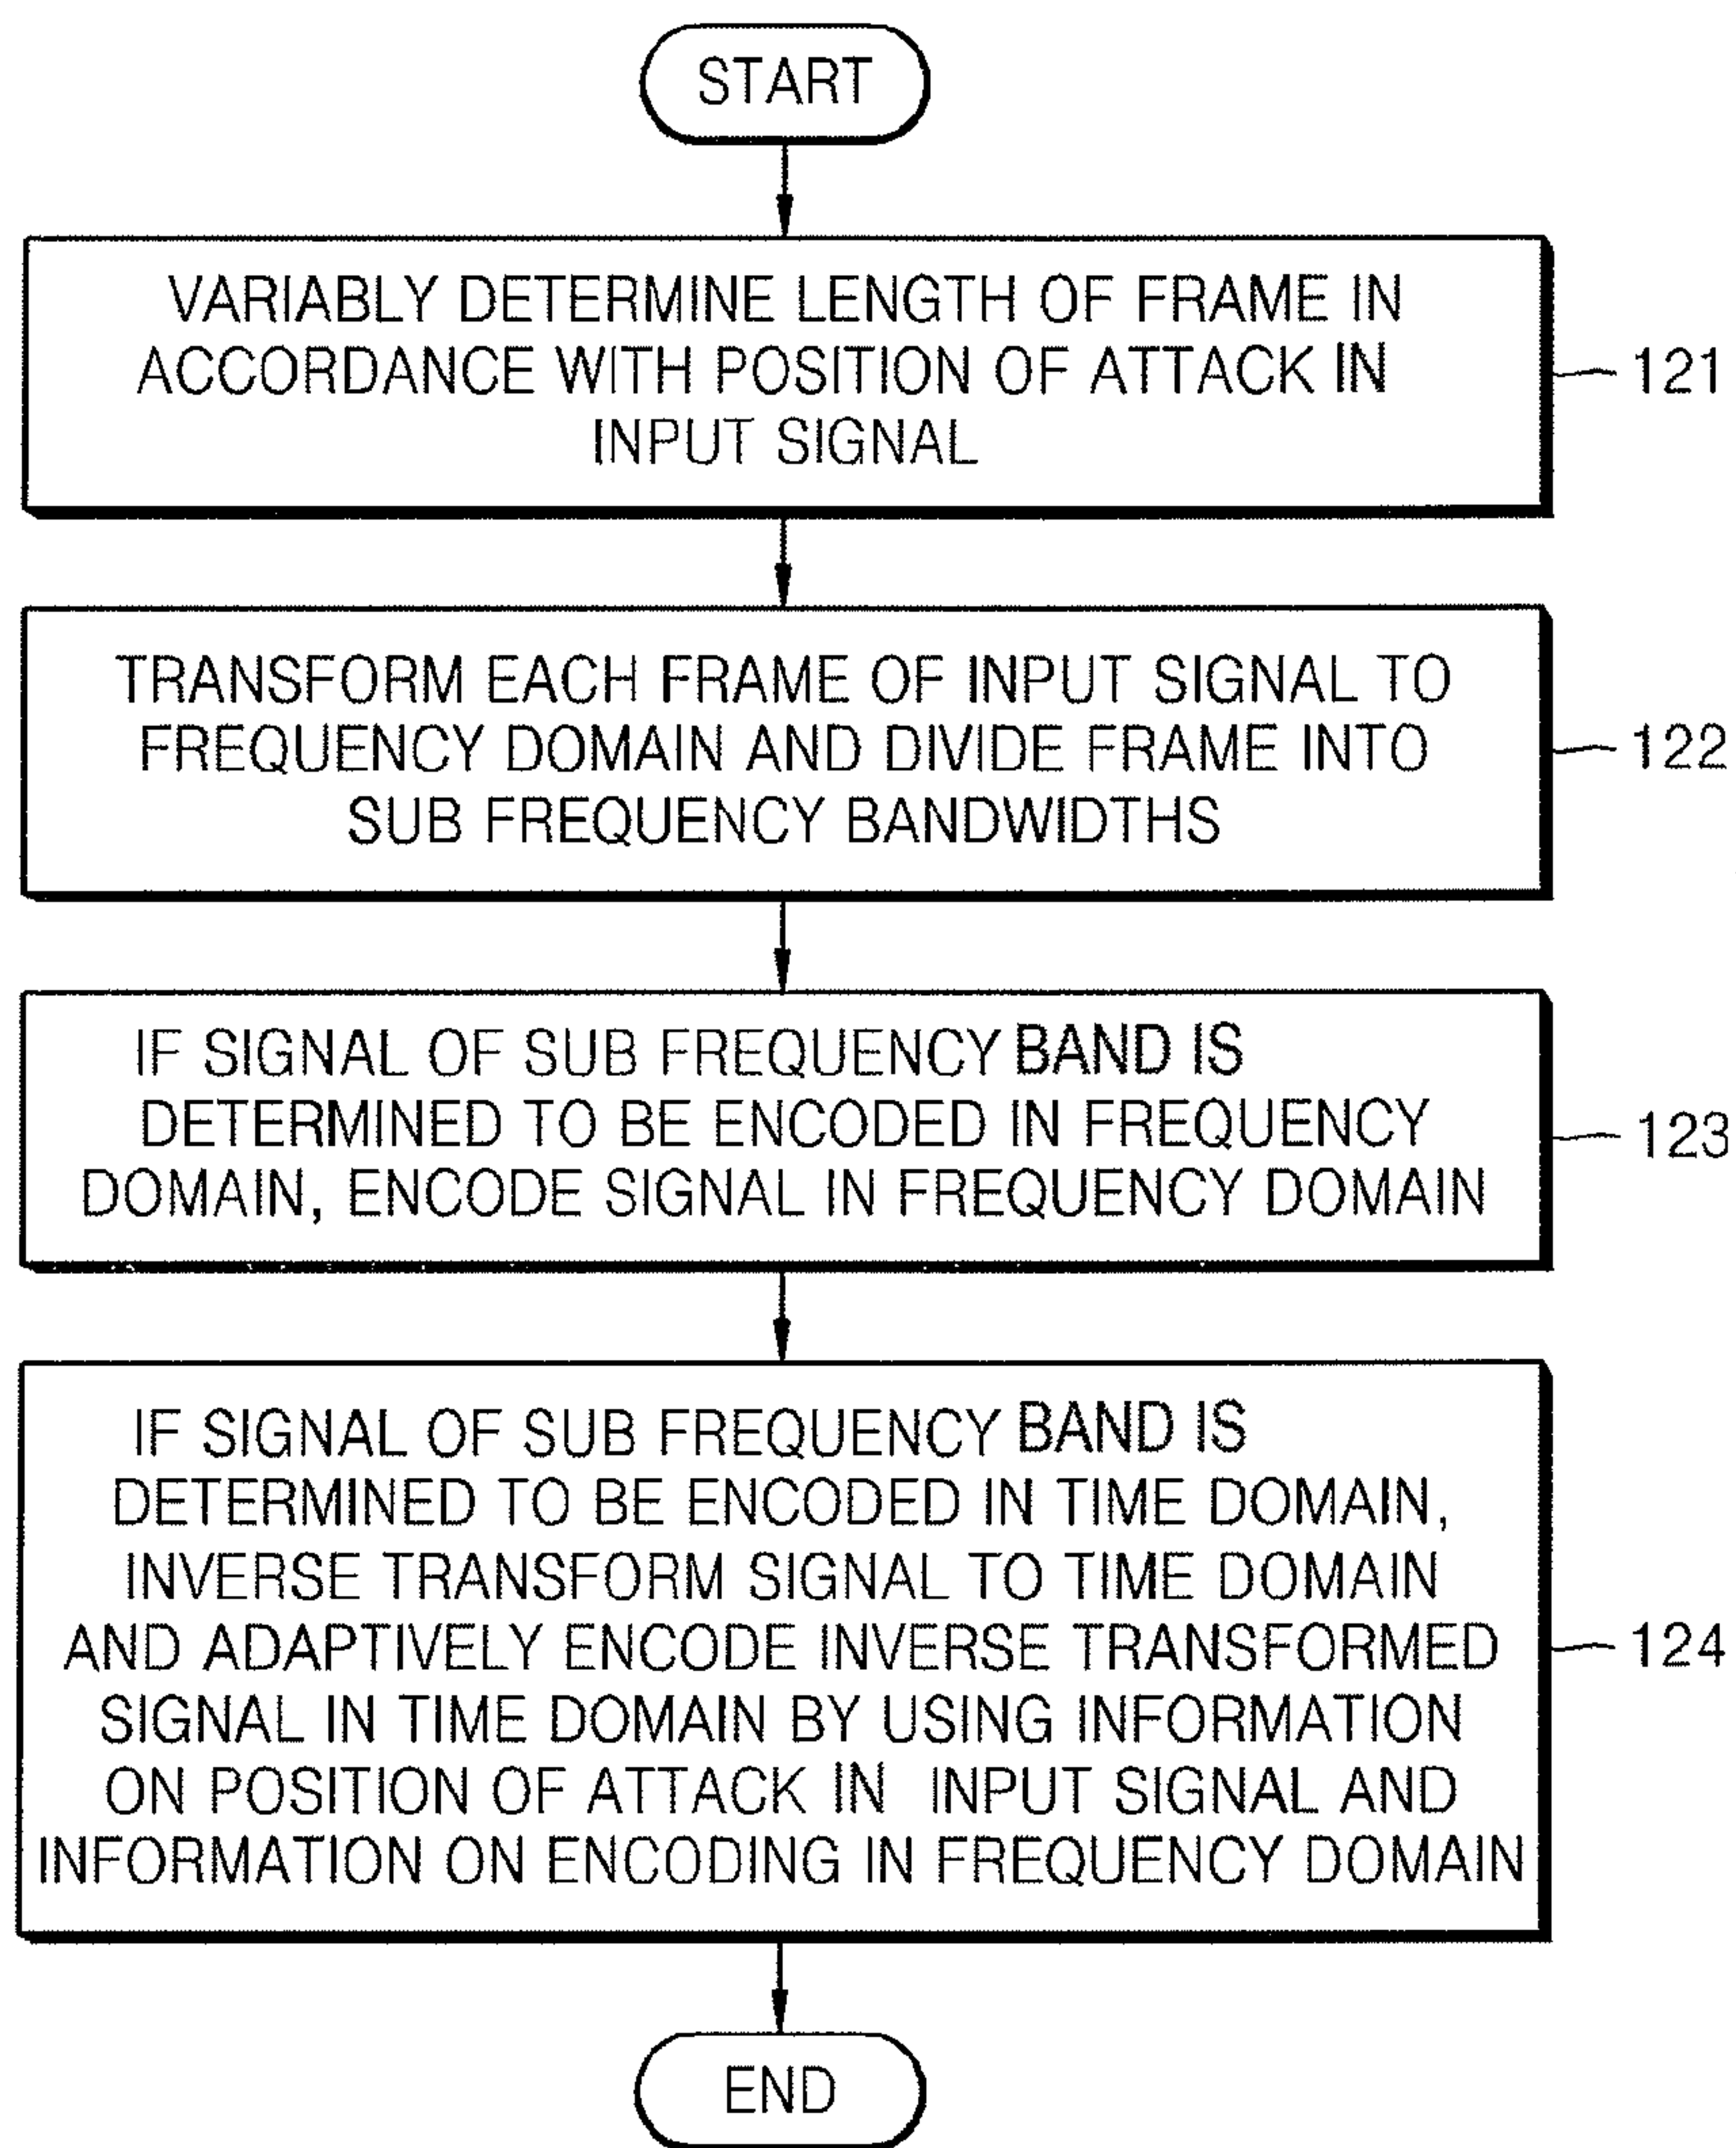 START
VARIABLY DETERMINE LENGTH OF FRAME IN
ACCORDANCE WITH POSITION OF ATTACK IN
INPUT SIGNAL
121
TRANSFORM EACH FRAME OF INPUT SIGNAL TO
FREQUENCY DOMAIN AND DIVIDE FRAME INTO
SUB FREQUENCY BANDWIDTHS
122
IF SIGNAL OF SUB FREQUENCY BAND IS
DETERMINED TO BE ENCODED IN FREQUENCY
DOMAIN, ENCODE SIGNAL IN FREQUENCY DOMAIN
123
IF SIGNAL OF SUB FREQUENCY BAND IS
DETERMINED TO BE ENCODED IN TIME DOMAIN,
INVERSE TRANSFORM SIGNAL TO TIME DOMAIN
AND ADAPTIVELY ENCODE INVERSE TRANSFORMED
SIGNAL IN TIME DOMAIN BY USING INFORMATION
ON POSITION OF ATTACK IN INPUT SIGNAL AND
INFORMATION ON ENCODING IN FREQUENCY DOMAIN
124
END